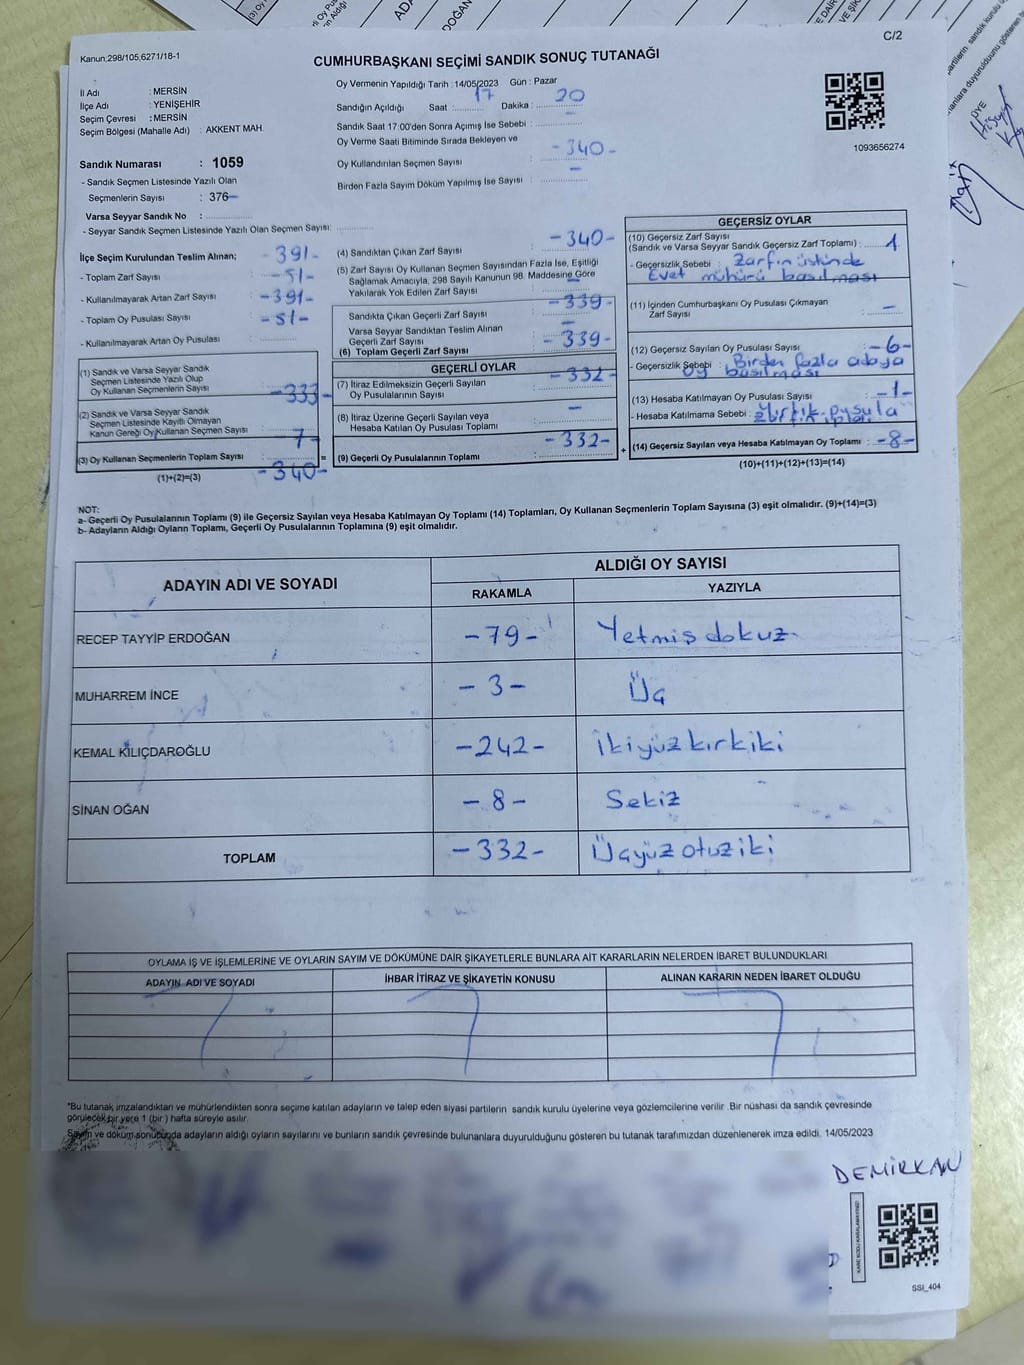 C/2
Kanun;298/105,6271/18-1
CUMHURBAŞKANI SEÇİMİ SANDIK SONUÇ TUTANAĞI
İl Adı : MERSİN
İlçe Adı : YENİŞEHİR
Seçim Çevresi : MERSİN
Seçim Bölgesi (Mahalle Adı) : AKKENT MAH.
Oy Vermenin Yapıldığı Tarih : 14/05/2023 Gün : Pazar
Sandığın Açıldığı Saat : 17 Dakika : 20
Sandık Saat 17:00'den Sonra Açılmış İse Sebebi : –
Oy Verme Saati Bitiminde Sırada Bekleyen ve
Oy Kullandırılan Seçmen Sayısı -340-
Birden Fazla Sayım Döküm Yapılmış İse Sayısı : –
1093656274
Sandık Numarası : 1059
- Sandık Seçmen Listesinde Yazılı Olan
Seçmenlerin Sayısı : 376
Varsa Seyyar Sandık No :
- Seyyar Sandık Seçmen Listesinde Yazılı Olan Seçmen Sayısı:
İlçe Seçim Kurulundan Teslim Alınan;
- Toplam Zarf Sayısı -391-
- Kullanılmayarak Artan Zarf Sayısı -51-
- Toplam Oy Pusulası Sayısı -391-
- Kullanılmayarak Artan Oy Pusulası -51-
(1) Sandık ve Varsa Seyyar Sandık
Seçmen Listesinde Yazılı Olup
Oy Kullanan Seçmenlerin Sayısı -333-
(2) Sandık ve Varsa Seyyar Sandık
Seçmen Listesinde Kayıtlı Olmayan
Kanun Gereği Oy Kullanan Seçmen Sayısı -7-
(3) Oy Kullanan Seçmenlerin Toplam Sayısı -340-
(1)+(2)=(3)
(4) Sandıktan Çıkan Zarf Sayısı -340-
(5) Zarf Sayısı Oy Kullanan Seçmen Sayısından Fazla İse, Eşitliği
Sağlamak Amacıyla, 298 Sayılı Kanunun 98. Maddesine Göre
Yakılarak Yok Edilen Zarf Sayısı –
Sandıkta Çıkan Geçerli Zarf Sayısı -339-
Varsa Seyyar Sandıktan Teslim Alınan
Geçerli Zarf Sayısı –
(6) Toplam Geçerli Zarf Sayısı -339-
GEÇERLİ OYLAR
(7) İtiraz Edilmeksizin Geçerli Sayılan
Oy Pusulalarının Sayısı -332-
(8) İtiraz Üzerine Geçerli Sayılan veya
Hesaba Katılan Oy Pusulası Toplamı –
(9) Geçerli Oy Pusulalarının Toplamı -332-
GEÇERSİZ OYLAR
(10) Geçersiz Zarf Sayısı
(Sandık ve Varsa Seyyar Sandık Geçersiz Zarf Toplamı) : 1
- Geçersizlik Sebebi : Zarfın üstünde
Evet mührü basılması
(11) İçinden Cumhurbaşkanı Oy Pusulası Çıkmayan
Zarf Sayısı : –
(12) Geçersiz Sayılan Oy Pusulası Sayısı : -6-
- Geçersizlik Sebebi : Birden fazla adaya
oy basılması
(13) Hesaba Katılmayan Oy Pusulası Sayısı : -1-
- Hesaba Katılmama Sebebi : Yırtık pusula
(14) Geçersiz Sayılan veya Hesaba Katılmayan Oy Toplamı : -8-
(10)+(11)+(12)+(13)=(14)
NOT:
a- Geçerli Oy Pusulalarının Toplamı (9) ile Geçersiz Sayılan veya Hesaba Katılmayan Oy Toplamı (14) Toplamları, Oy Kullanan Seçmenlerin Toplam Sayısına (3) eşit olmalıdır. (9)+(14)=(3)
b- Adayların Aldığı Oyların Toplamı, Geçerli Oy Pusulalarının Toplamına (9) eşit olmalıdır.
ADAYIN ADI VE SOYADI
ALDIĞI OY SAYISI
RAKAMLA YAZIYLA
RECEP TAYYİP ERDOĞAN -79- Yetmiş dokuz
MUHARREM İNCE -3- Üç
KEMAL KILIÇDAROĞLU -242- İkiyüz kırkiki
SİNAN OĞAN -8- Sekiz
TOPLAM -332- Üçyüz otuziki
OYLAMA İŞ VE İŞLEMLERİNE VE OYLARIN SAYIM VE DÖKÜMÜNE DAİR ŞİKAYETLERLE BUNLARA AİT KARARLARIN NELERDEN İBARET BULUNDUKLARI
ADAYIN ADI VE SOYADI İHBAR İTİRAZ VE ŞİKAYETİN KONUSU ALINAN KARARIN NEDEN İBARET OLDUĞU
*Bu tutanak imzalandıktan ve mühürlendikten sonra seçime katılan adayların ve talep eden siyasi partilerin sandık kurulu üyelerine veya gözlemcilerine verilir. Bir nüshası da sandık çevresinde
görülecek bir yere 1 (bir) hafta süreyle asılır.
Sayım ve döküm sonucunda adayların aldığı oyların sayılarını ve bunların sandık çevresinde bulunanlara duyurulduğunu gösteren bu tutanak tarafımızdan düzenlenerek imza edildi. 14/05/2023
DEMİRKAN
SSI_404